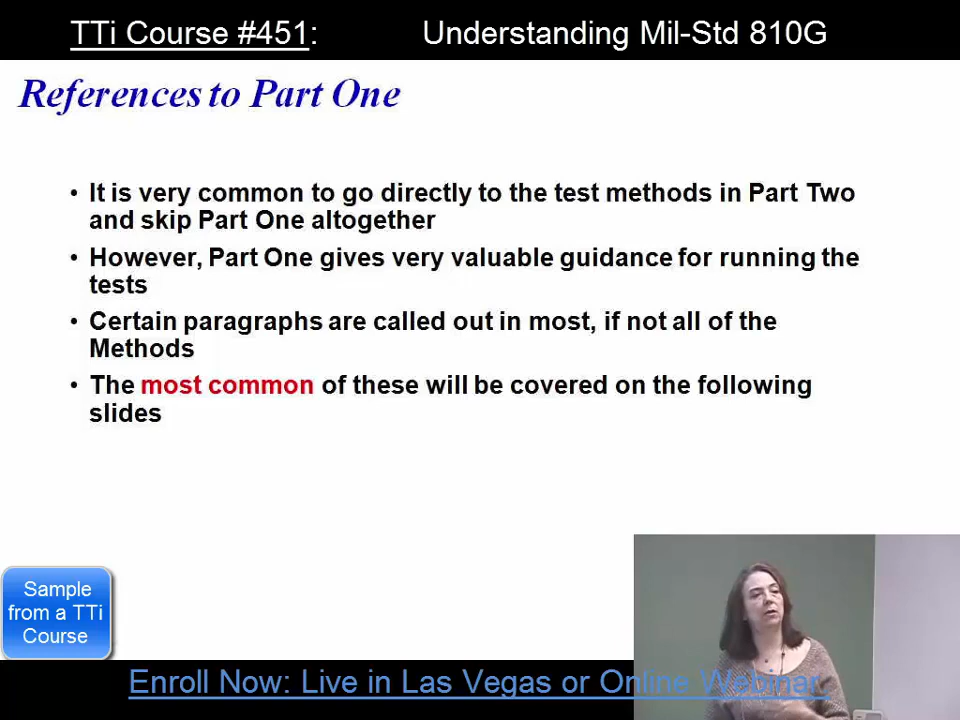 TTi Course #451: Understanding Mil-Std 810G
References to Part One
• It is very common to go directly to the test methods in Part Two
and skip Part One altogether
• However, Part One gives very valuable guidance for running the
tests
• Certain paragraphs are called out in most, if not all of the
Methods
• The most common of these will be covered on the following
slides
Sample
from a TTi
Course
Enroll Now: Live in Las Vegas or Online Webinar.